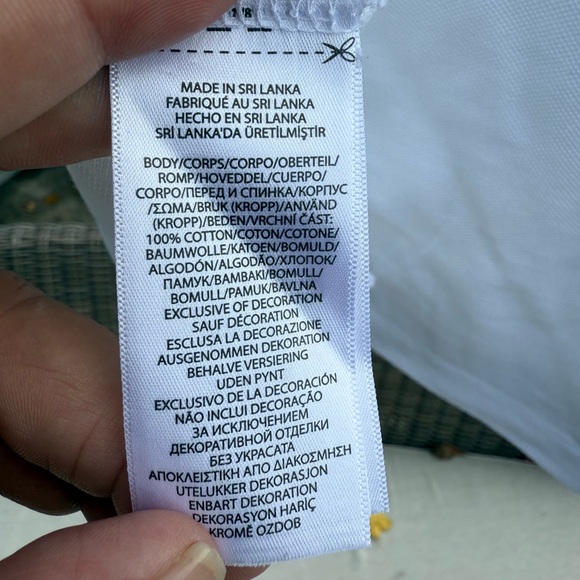 MADE IN SRI LANKA
FABRIQUÉ AU SRI LANKA
HECHO EN SRI LANKA
SRİ LANKA'DA ÜRETİLMİŞTİR
BODY/CORPS/CORPO/OBERTEIL/
ROMP/HOVEDDEL/CUERPO/
CORPO/ПЕРЕД И СПИНКА/КОРПУС
/ΣΩΜΑ/BRUK (KROPP)/ANVÄND
(KROPP)/BEDEN/VRCHNÍ ČÁST:
100% COTTON/COTON/COTONE/
BAUMWOLLE/KATOEN/BOMULD/
ALGODÓN/ALGODÃO/ХЛОПОК/
ПАМУК/ΒΑΜΒΑΚΙ/BOMULL/
BOMULL/PAMUK/BAVLNA
EXCLUSIVE OF DECORATION
SAUF DÉCORATION
ESCLUSA LA DECORAZIONE
AUSGENOMMEN DEKORATION
BEHALVE VERSIERING
UDEN PYNT
EXCLUSIVO DE LA DECORACIÓN
NÃO INCLUI DECORAÇÃO
ЗА ИСКЛЮЧЕНИЕМ
ДЕКОРАТИВНОЙ ОТДЕЛКИ
БЕЗ УКРАСАТА
ΑΠΟΚΛΕΙΣΤΙΚΗ ΑΠΟ ΔΙΑΚΟΣΜΗΣΗ
UTELUKKER DEKORASJON
ENBART DEKORATION
DEKORASYON HARİÇ
KROMĚ OZDOB